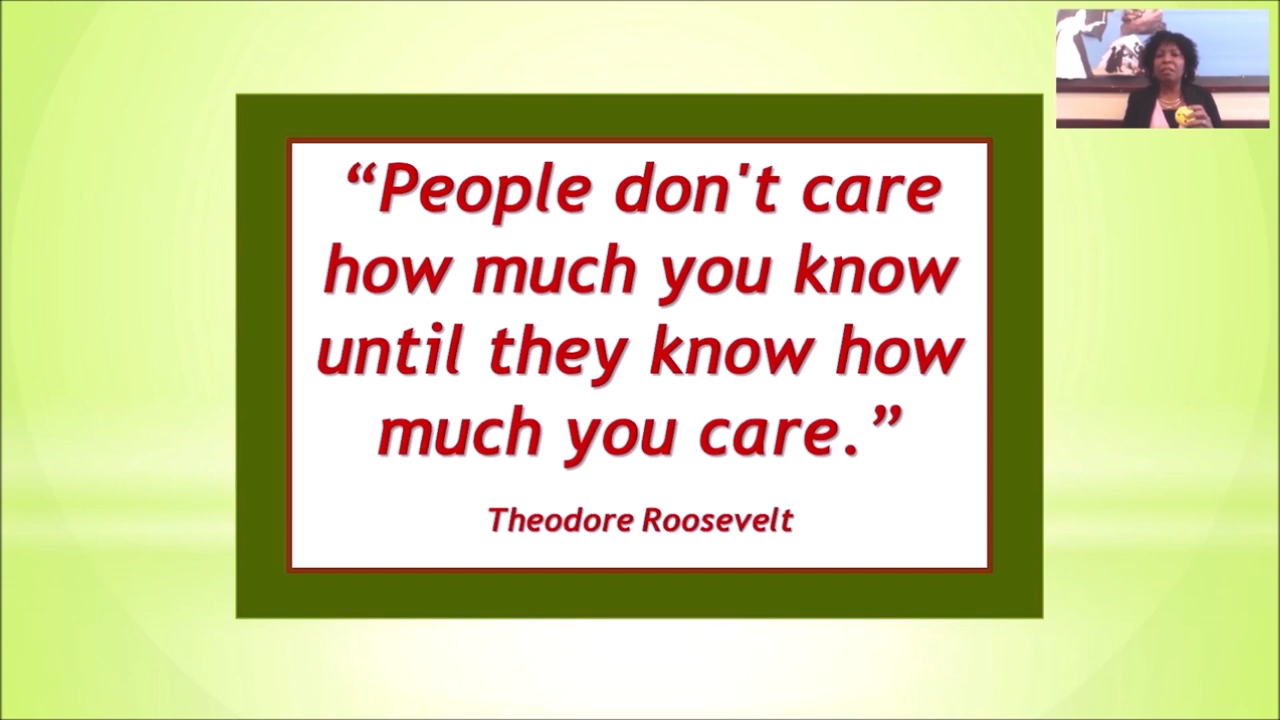 “People don't care
how much you know
until they know how
much you care.”
Theodore Roosevelt